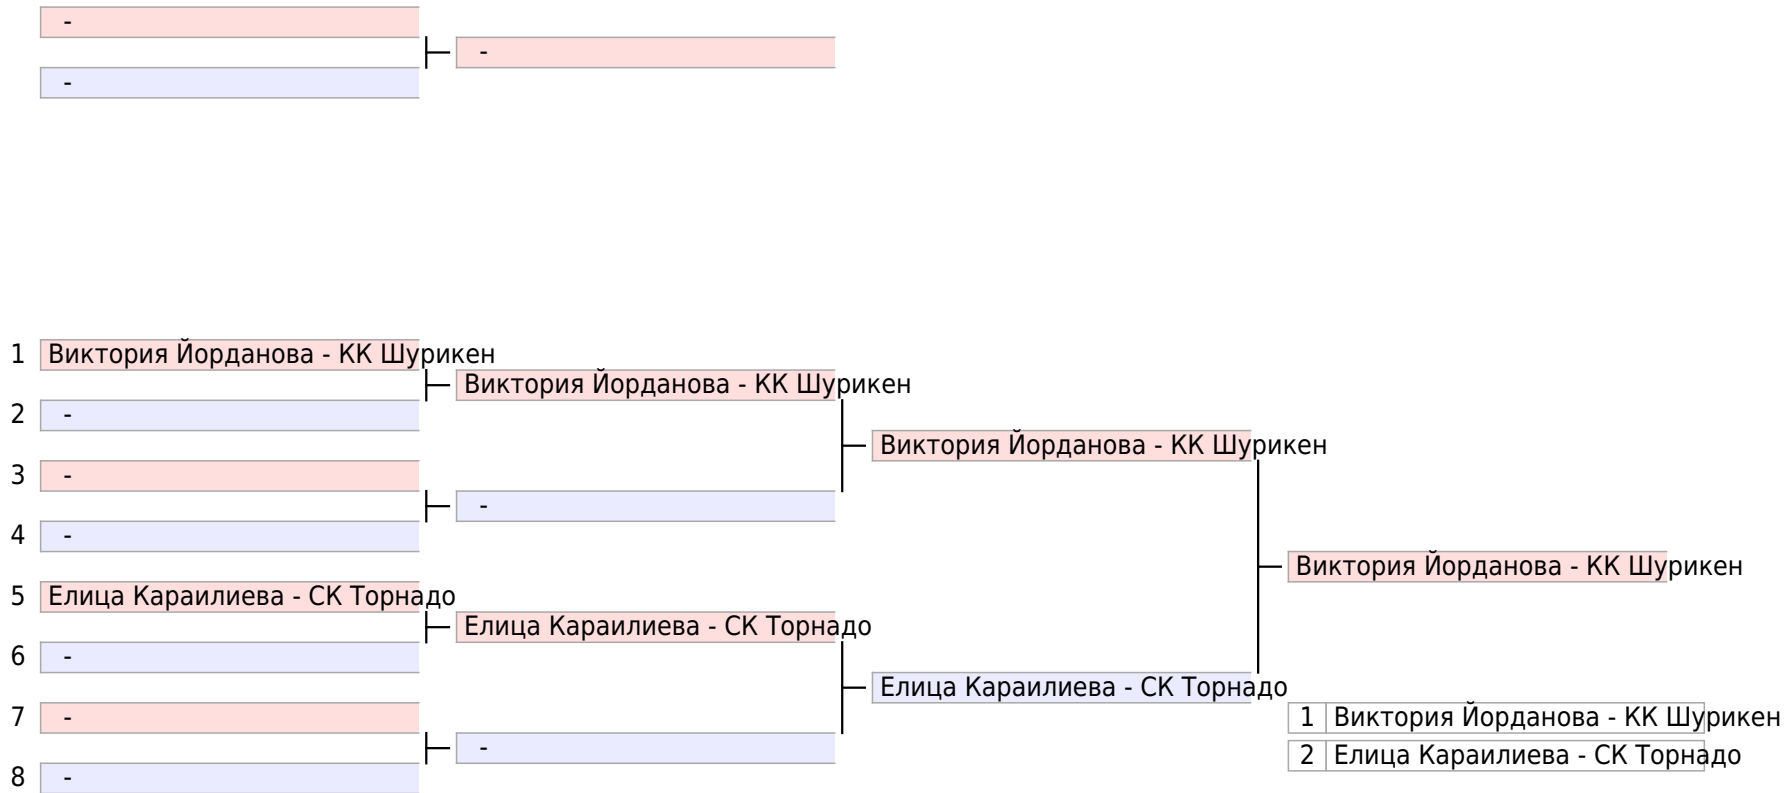 -
-
-
1 Виктория Йорданова - КК Шурикен
Виктория Йорданова - КК Шурикен
2 -
Виктория Йорданова - КК Шурикен
3 -
-
4 -
Виктория Йорданова - КК Шурикен
5 Елица Караилиева - СК Торнадо
Елица Караилиева - СК Торнадо
6 -
Елица Караилиева - СК Торнадо
7 -
1 Виктория Йорданова - КК Шурикен
-
2 Елица Караилиева - СК Торнадо
8 -